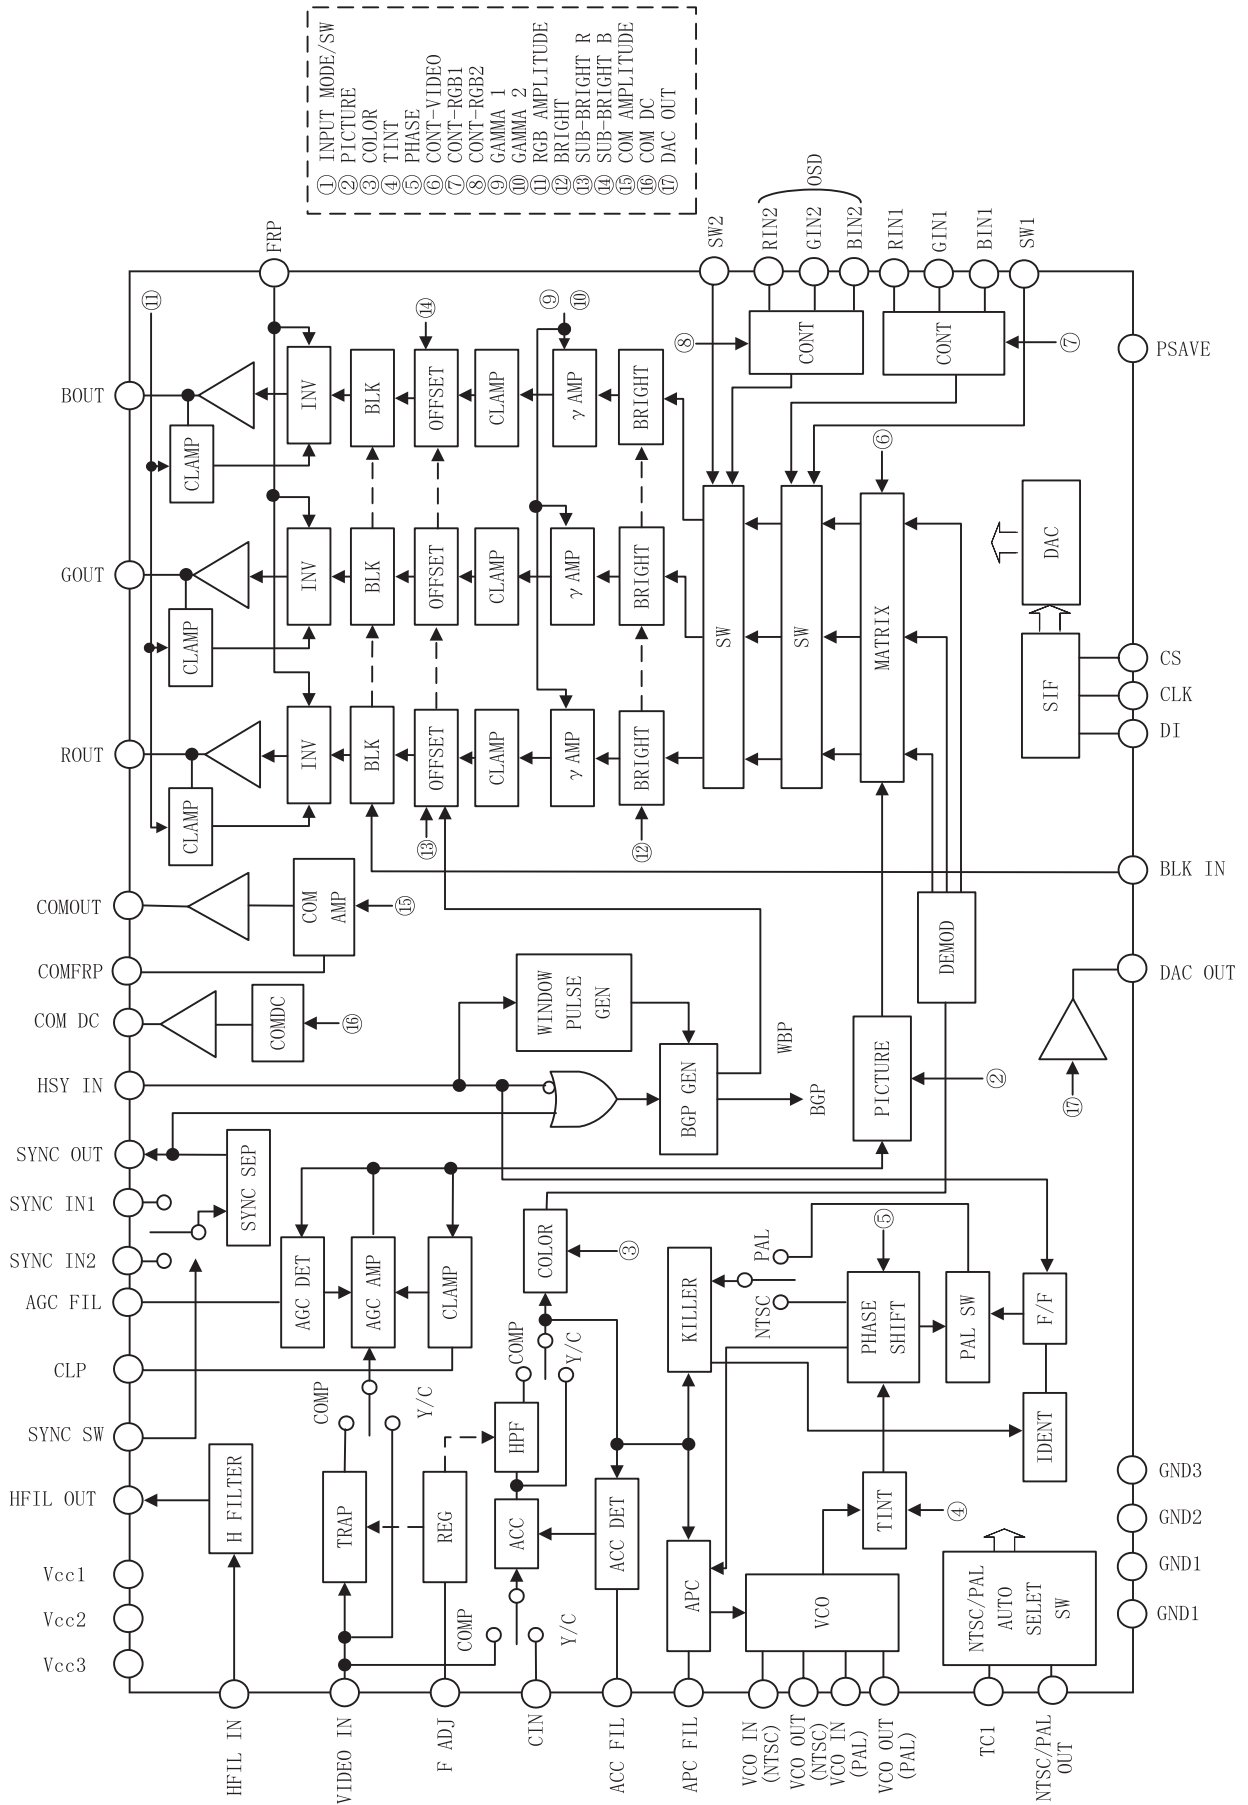 ① INPUT MODE/SW
② PICTURE
③ COLOR
④ TINT
⑤ PHASE
⑥ CONT-VIDEO
⑦ CONT-RGB1
⑧ CONT-RGB2
⑨ GAMMA 1
⑩ GAMMA 2
⑪ RGB AMPLITUDE
⑫ BRIGHT
⑬ SUB-BRIGHT R
⑭ SUB-BRIGHT B
⑮ COM AMPLITUDE
⑯ COM DC
⑰ DAC OUT
FRP
SW2
RIN2
GIN2
BIN2
OSD
RIN1
GIN1
BIN1
SW1
BOUT
GOUT
ROUT
COMOUT
COMFRP
COM DC
HSY IN
SYNC OUT
SYNC IN1
SYNC IN2
AGC FIL
CLP
SYNC SW
HFIL OUT
Vcc1
Vcc2
Vcc3
PSAVE
CS
CLK
DI
BLK IN
DAC OUT
GND3
GND2
GND1
GND1
HFIL IN
VIDEO IN
F ADJ
CIN
ACC FIL
APC FIL
VCO IN
(NTSC)
VCO OUT
(NTSC)
VCO IN
(PAL)
VCO OUT
(PAL)
TC1
NTSC/PAL
OUT
⑪
CLAMP
INV
BLK
OFFSET
⑭
CLAMP
γ AMP
⑨
⑩
BRIGHT
⑧
CONT
CONT
⑦
CLAMP
INV
BLK
OFFSET
CLAMP
γ AMP
BRIGHT
SW
SW
MATRIX
⑥
DAC
SIF
CLAMP
INV
BLK
OFFSET
⑬
CLAMP
γ AMP
BRIGHT
⑫
COM
AMP
⑮
COMDC
⑯
WINDOW
PULSE
GEN
BGP GEN
WBP
BGP
DEMOD
PICTURE
②
⑰
SYNC SEP
AGC DET
AGC AMP
CLAMP
COLOR
③
KILLER
PAL
NTSC
⑤
PHASE
SHIFT
PAL SW
F/F
IDENT
COMP
Y/C
COMP
Y/C
H FILTER
TRAP
REG
HPF
ACC
ACC DET
COMP
Y/C
APC
VCO
TINT
④
NTSC/PAL
AUTO
SELET
SW